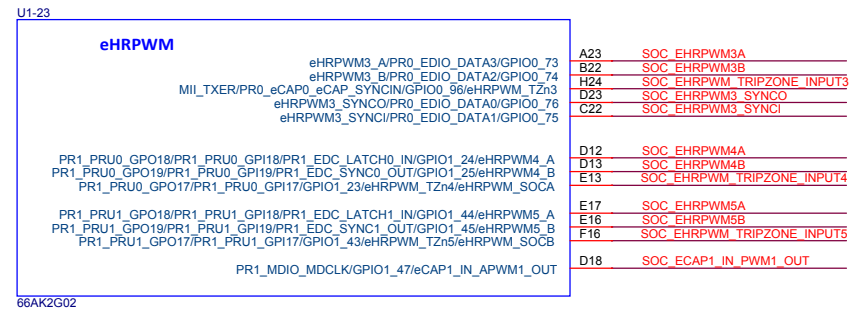 U1-23
eHRPWM
eHRPWM3_A/PR0_EDIO_DATA3/GPIO0_73 A23 SOC_EHRPWM3A
eHRPWM3_B/PR0_EDIO_DATA2/GPIO0_74 B22 SOC_EHRPWM3B
MII_TXER/PR0_eCAP0_eCAP_SYNCIN/GPIO0_96/eHRPWM_TZn3 H24 SOC_EHRPWM_TRIPZONE_INPUT3
eHRPWM3_SYNCO/PR0_EDIO_DATA0/GPIO0_76 D23 SOC_EHRPWM3_SYNCO
eHRPWM3_SYNCI/PR0_EDIO_DATA1/GPIO0_75 C22 SOC_EHRPWM3_SYNCI
PR1_PRU0_GPO18/PR1_PRU0_GPI18/PR1_EDC_LATCH0_IN/GPIO1_24/eHRPWM4_A D12 SOC_EHRPWM4A
PR1_PRU0_GPO19/PR1_PRU0_GPI19/PR1_EDC_SYNC0_OUT/GPIO1_25/eHRPWM4_B D13 SOC_EHRPWM4B
PR1_PRU0_GPO17/PR1_PRU0_GPI17/GPIO1_23/eHRPWM_TZn4/eHRPWM_SOCA E13 SOC_EHRPWM_TRIPZONE_INPUT4
PR1_PRU1_GPO18/PR1_PRU1_GPI18/PR1_EDC_LATCH1_IN/GPIO1_44/eHRPWM5_A E17 SOC_EHRPWM5A
PR1_PRU1_GPO19/PR1_PRU1_GPI19/PR1_EDC_SYNC1_OUT/GPIO1_45/eHRPWM5_B E16 SOC_EHRPWM5B
PR1_PRU1_GPO17/PR1_PRU1_GPI17/GPIO1_43/eHRPWM_TZn5/eHRPWM_SOCB F16 SOC_EHRPWM_TRIPZONE_INPUT5
PR1_MDIO_MDCLK/GPIO1_47/eCAP1_IN_APWM1_OUT D18 SOC_ECAP1_IN_PWM1_OUT
66AK2G02